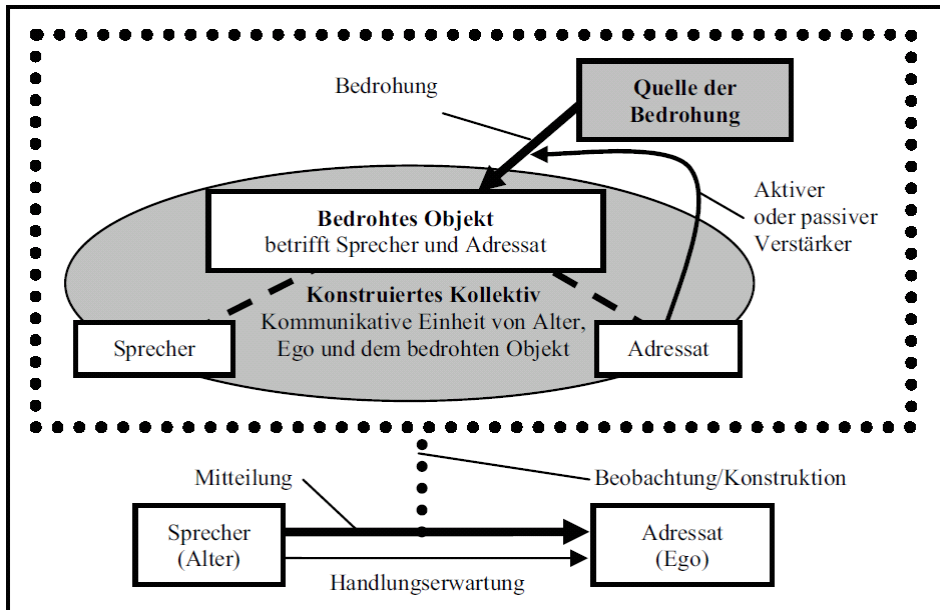 Bedrohung
Quelle der
Bedrohung
Aktiver
oder passiver
Verstärker
Bedrohtes Objekt
betrifft Sprecher und Adressat
Konstruiertes Kollektiv
Kommunikative Einheit von Alter,
Ego und dem bedrohten Objekt
Sprecher
Adressat
Mitteilung
Beobachtung/Konstruktion
Sprecher
(Alter)
Adressat
(Ego)
Handlungserwartung